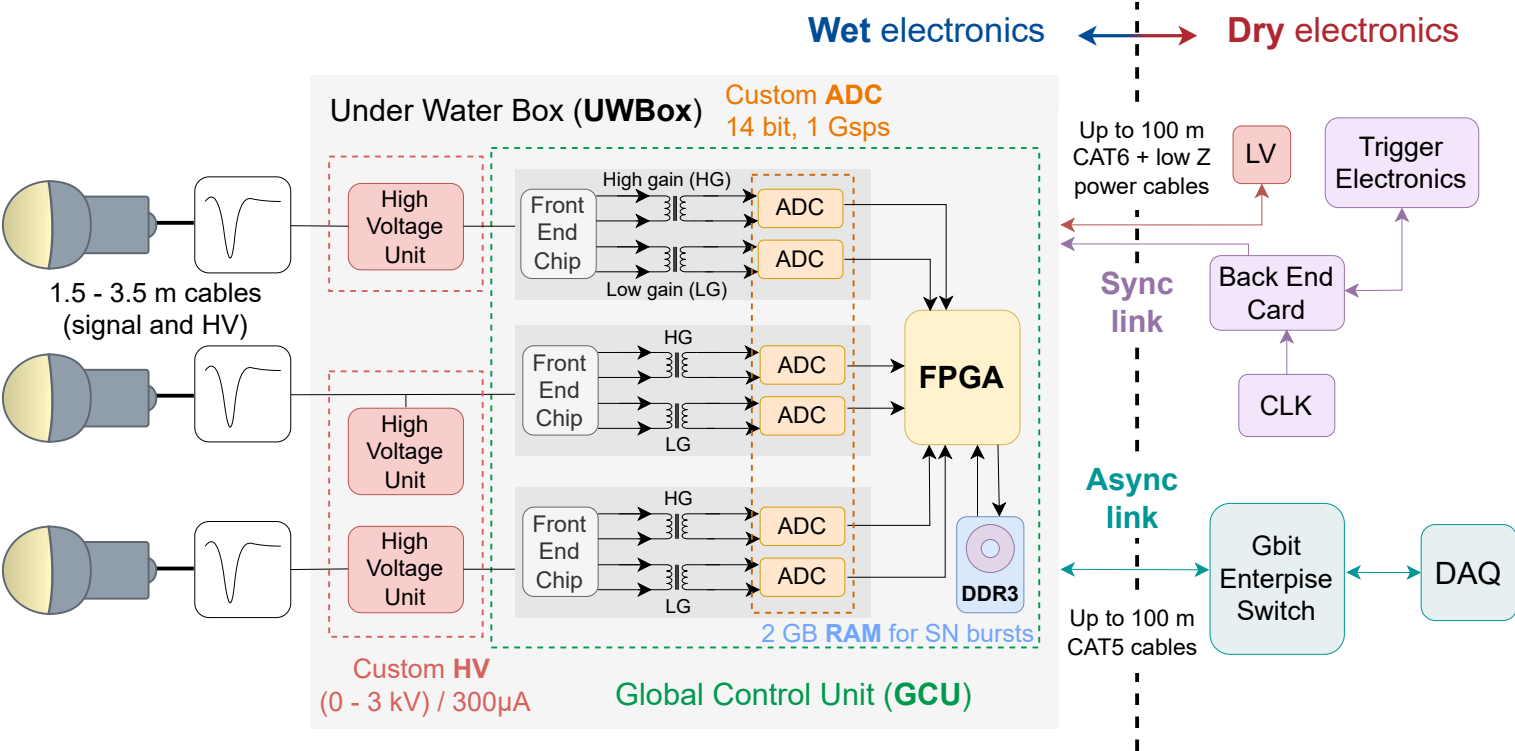 Wet electronics
Dry electronics
Under Water Box (UWBox)
Custom ADC
14 bit, 1 Gsps
Up to 100 m
CAT6 + low Z
power cables
LV
Trigger
Electronics
High
Voltage
Unit
Front
End
Chip
High gain (HG)
Low gain (LG)
ADC
ADC
1.5 - 3.5 m cables
(signal and HV)
Sync
link
Back End
Card
CLK
High
Voltage
Unit
Front
End
Chip
HG
LG
ADC
ADC
FPGA
High
Voltage
Unit
Front
End
Chip
HG
LG
ADC
ADC
DDR3
2 GB RAM for SN bursts
Async
link
Gbit
Enterpise
Switch
DAQ
Up to 100 m
CAT5 cables
Custom HV
(0 - 3 kV) / 300µA
Global Control Unit (GCU)